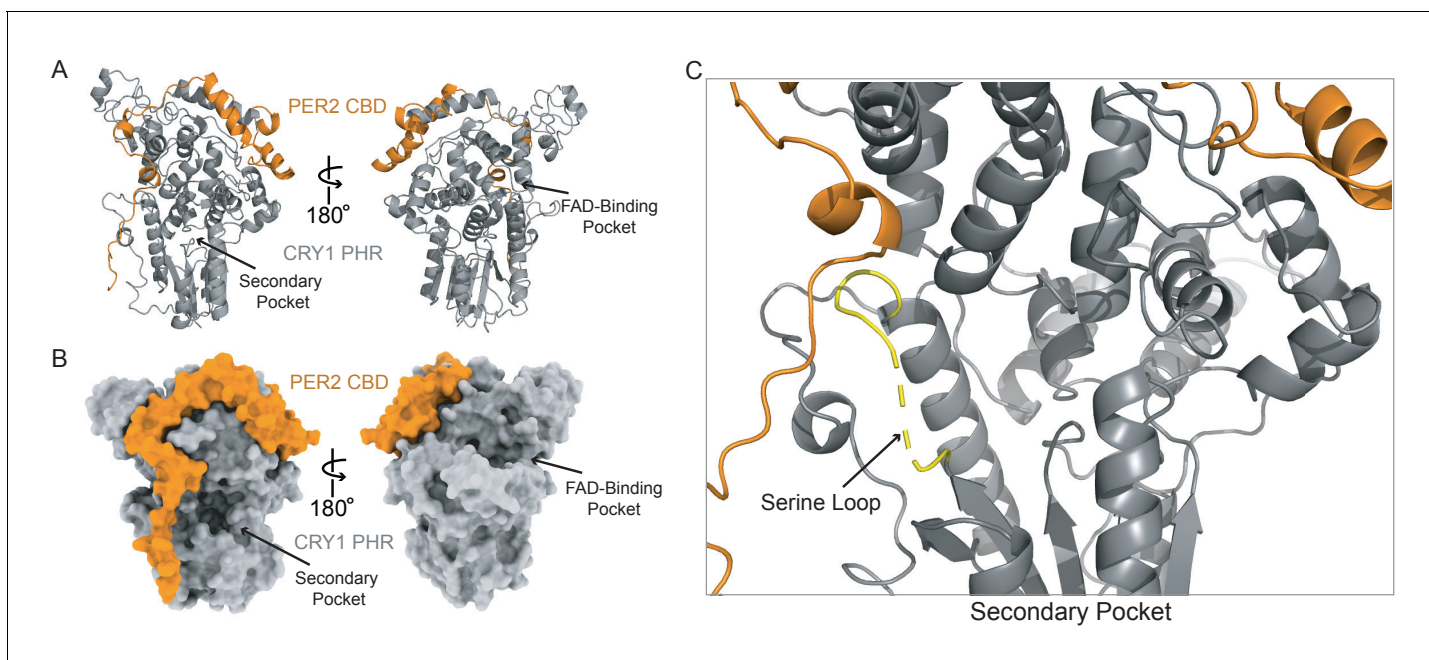 A
PER2 CBD
180°
FAD-Binding
Pocket
CRY1 PHR
Secondary
Pocket
B
PER2 CBD
180°
FAD-Binding
Pocket
CRY1 PHR
Secondary
Pocket
C
Serine Loop
Secondary Pocket